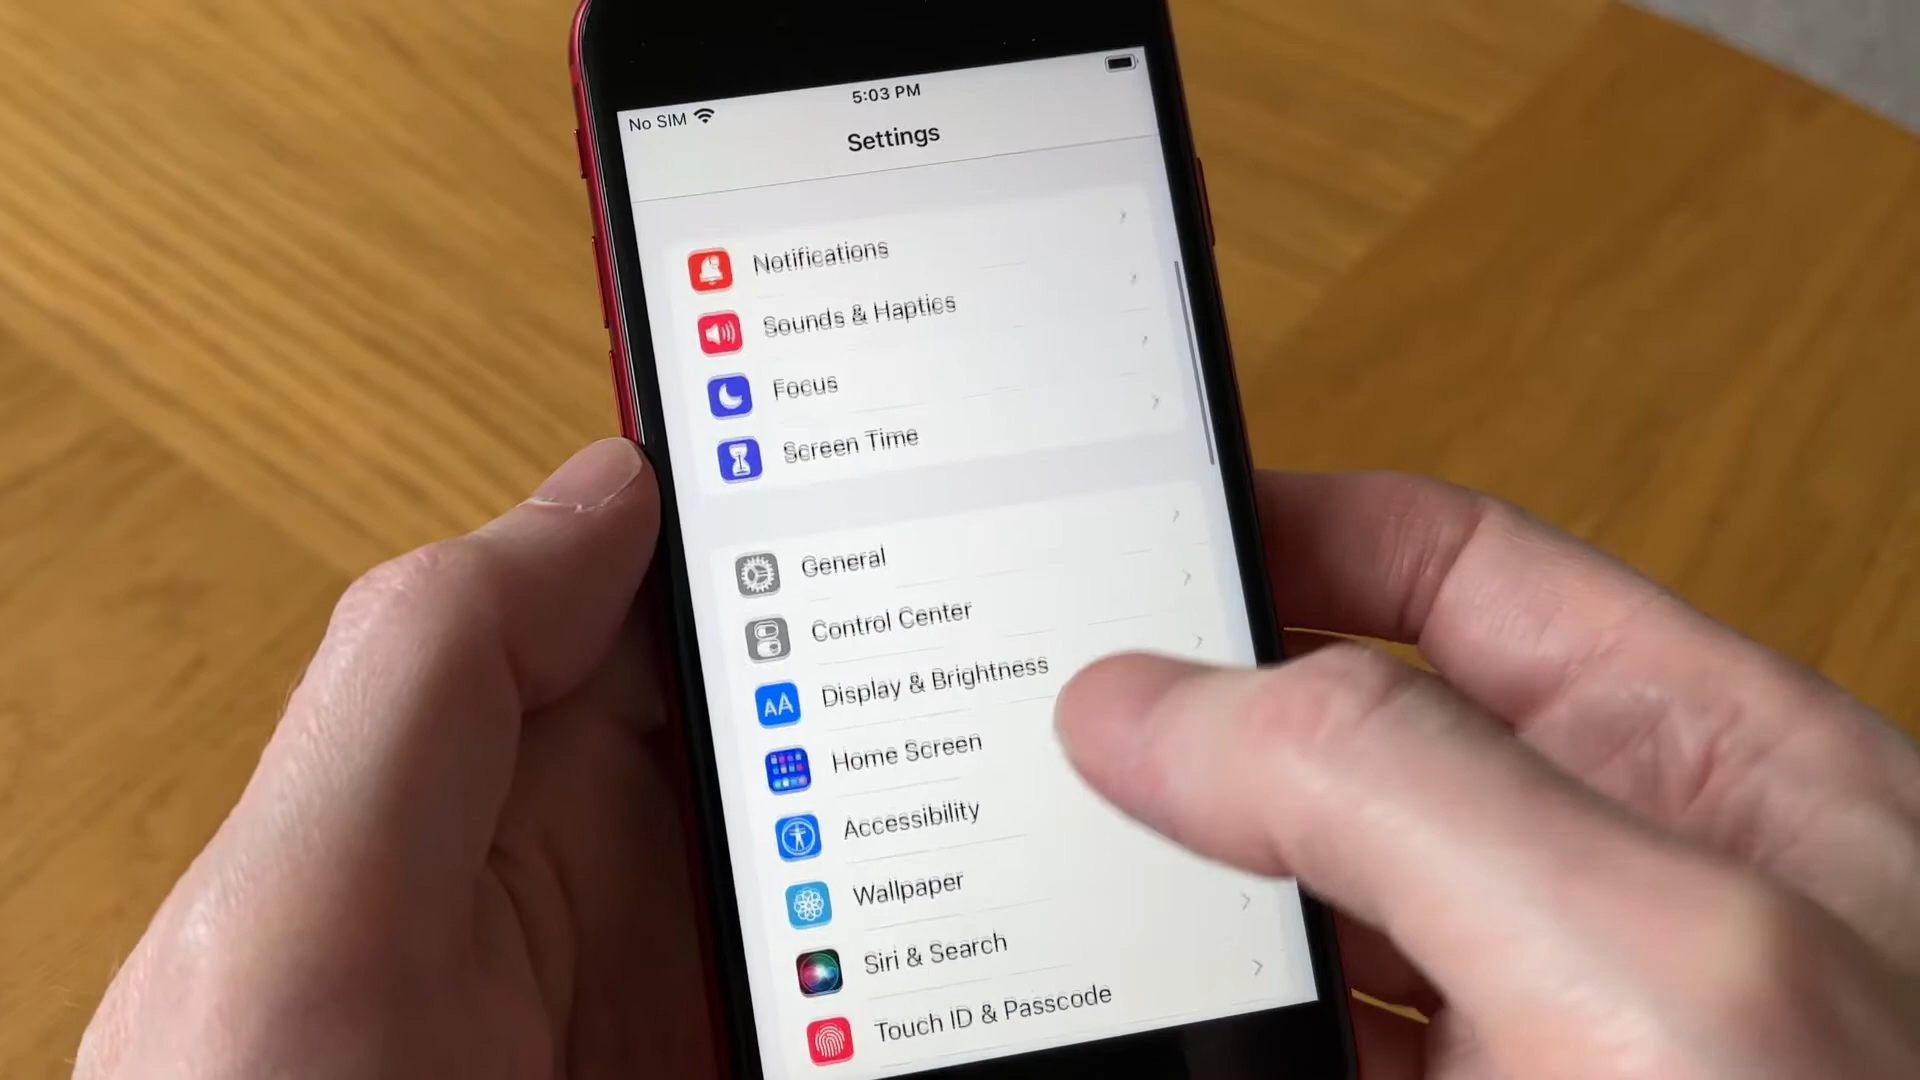 5:03 PM
No SIM
Settings
Notifications
Sounds & Haptics
Focus
Screen Time
General
Control Center
AA
Display & Brightness
Home Screen
Accessibility
Wallpaper
Siri & Search
Touch ID & Passcode